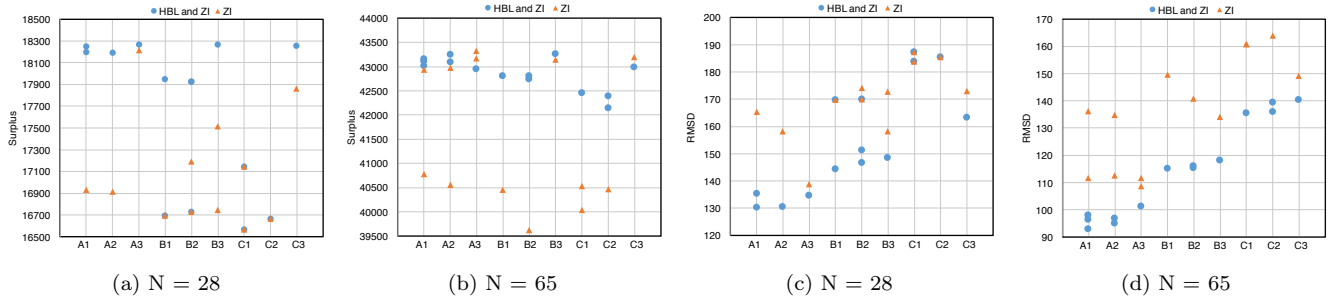 HBL and ZI ZI
18500
18300
18100
17900
17700
17500
17300
17100
16900
16700
16500
Surplus
A1 A2 A3 B1 B2 B3 C1 C2 C3
(a) N = 28
HBL and ZI ZI
44000
43500
43000
42500
42000
41500
41000
40500
40000
39500
Surplus
A1 A2 A3 B1 B2 B3 C1 C2 C3
(b) N = 65
HBL and ZI ZI
200
190
180
170
160
150
140
130
120
RMSD
A1 A2 A3 B1 B2 B3 C1 C2 C3
(c) N = 28
HBL and ZI ZI
170
160
150
140
130
120
110
100
90
RMSD
A1 A2 A3 B1 B2 B3 C1 C2 C3
(d) N = 65